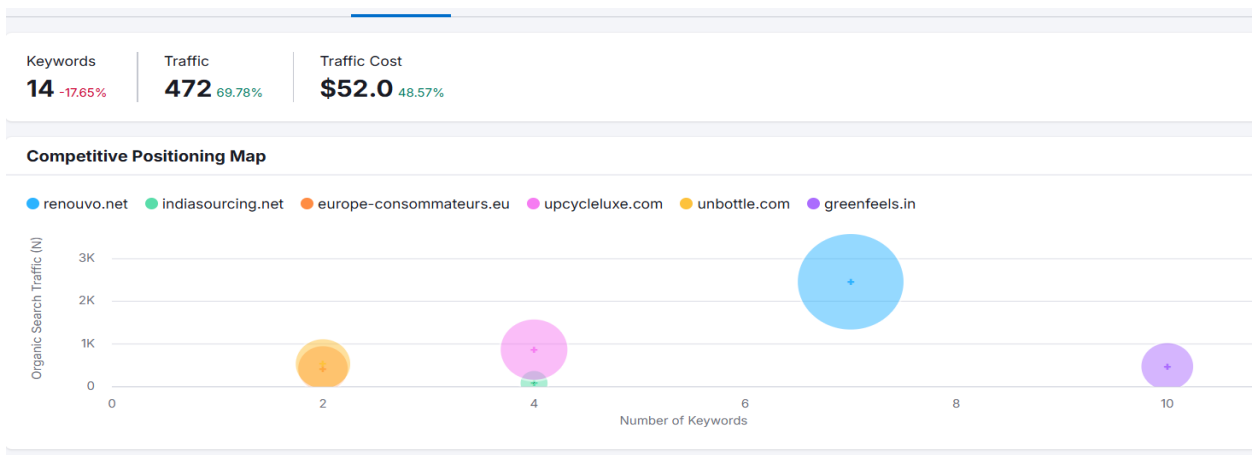 Keywords Traffic Traffic Cost
14 -17.65% 472 69.78% $52.0 48.57%
Competitive Positioning Map
renouvo.net indiasourcing.net europe-consommateurs.eu upcycleluxe.com unbottle.com greenfeels.in
Organic Search Traffic (N)
3K
2K
1K
0
0 2 4 6 8 10
Number of Keywords